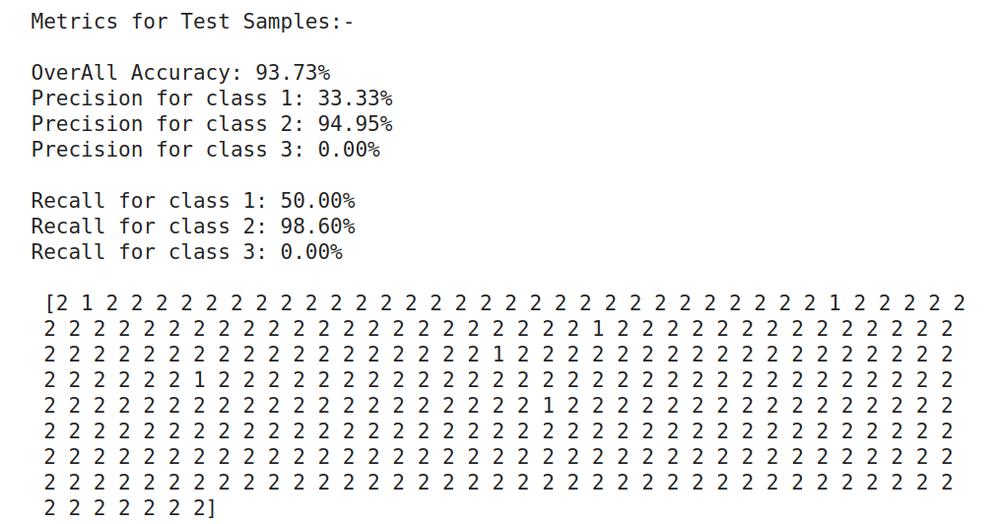 Metrics for Test Samples:-
OverAll Accuracy: 93.73%
Precision for class 1: 33.33%
Precision for class 2: 94.95%
Precision for class 3: 0.00%
Recall for class 1: 50.00%
Recall for class 2: 98.60%
Recall for class 3: 0.00%
[2 1 2 2 2 2 2 2 2 2 2 2 2 2 2 2 2 2 2 2 2 2 2 2 2 2 2 2 2 2 2 1 2 2 2 2 2
2 2 2 2 2 2 2 2 2 2 2 2 2 2 2 2 2 2 2 2 2 2 1 2 2 2 2 2 2 2 2 2 2 2 2 2 2
2 2 2 2 2 2 2 2 2 2 2 2 2 2 2 2 2 2 1 2 2 2 2 2 2 2 2 2 2 2 2 2 2 2 2 2 2
2 2 2 2 2 2 1 2 2 2 2 2 2 2 2 2 2 2 2 2 2 2 2 2 2 2 2 2 2 2 2 2 2 2 2 2 2
2 2 2 2 2 2 2 2 2 2 2 2 2 2 2 2 2 2 2 2 1 2 2 2 2 2 2 2 2 2 2 2 2 2 2 2 2
2 2 2 2 2 2 2 2 2 2 2 2 2 2 2 2 2 2 2 2 2 2 2 2 2 2 2 2 2 2 2 2 2 2 2 2 2
2 2 2 2 2 2 2 2 2 2 2 2 2 2 2 2 2 2 2 2 2 2 2 2 2 2 2 2 2 2 2 2 2 2 2 2 2
2 2 2 2 2 2 2 2 2 2 2 2 2 2 2 2 2 2 2 2 2 2 2 2 2 2 2 2 2 2 2 2 2 2 2 2 2
2 2 2 2 2 2 2]